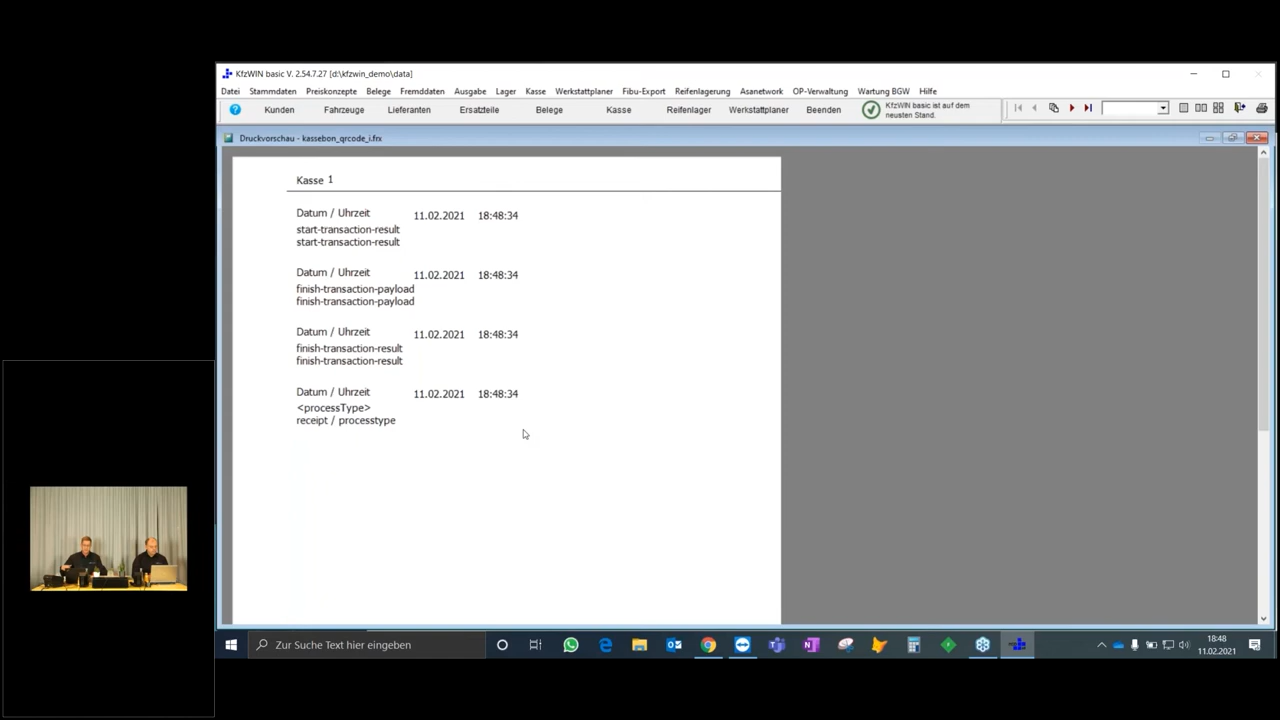 KfzWIN basic V. 2.54.7.27 [d:\kfzwin_demo\data]
Datei Stammdaten Preiskonzepte Belege Fremddaten Ausgabe Lager Kasse Werkstattplaner Fibu-Export Reifenlagerung Asanetwork OP-Verwaltung Wartung BGW Hilfe
Kunden Fahrzeuge Lieferanten Ersatzteile Belege Kasse Reifenlager Werkstattplaner Beenden KfzWIN basic ist auf dem
neusten Stand.
Druckvorschau - kassebon_qrcode_i.frx
Kasse 1
Datum / Uhrzeit 11.02.2021 18:48:34
start-transaction-result
start-transaction-result
Datum / Uhrzeit 11.02.2021 18:48:34
finish-transaction-payload
finish-transaction-payload
Datum / Uhrzeit 11.02.2021 18:48:34
finish-transaction-result
finish-transaction-result
Datum / Uhrzeit 11.02.2021 18:48:34
<processType>
receipt / processtype
Zur Suche Text hier eingeben
18:48
11.02.2021